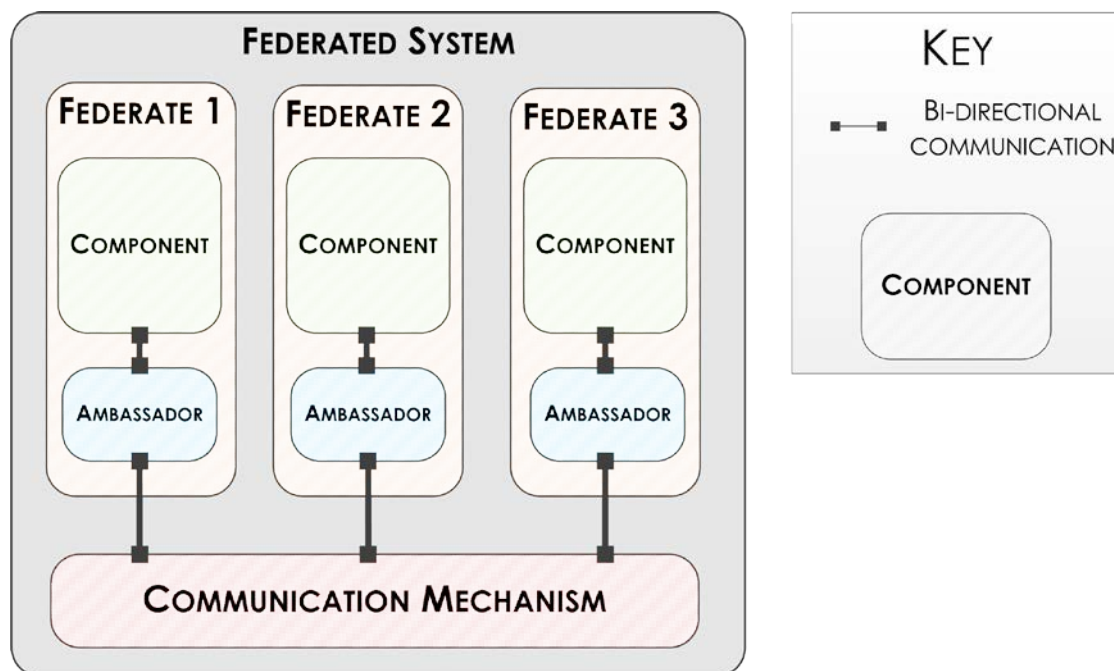 FEDERATED SYSTEM
FEDERATE 1
FEDERATE 2
FEDERATE 3
COMPONENT
COMPONENT
COMPONENT
AMBASSADOR
AMBASSADOR
AMBASSADOR
COMMUNICATION MECHANISM
KEY
BI-DIRECTIONAL
COMMUNICATION
COMPONENT